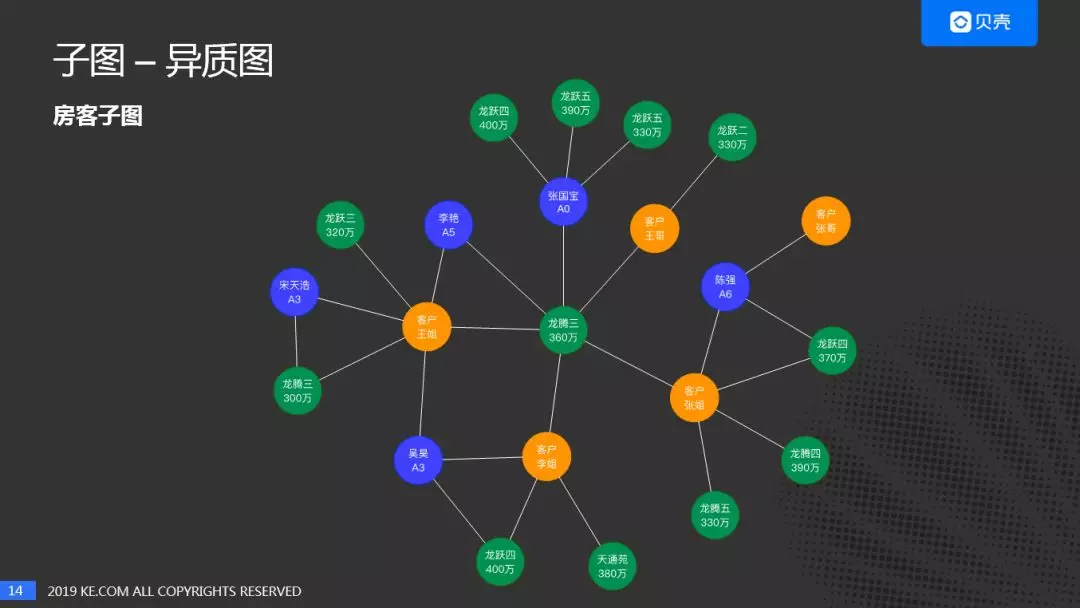 贝壳
子图 – 异质图
房客子图
龙跃五
390万
龙跃四
400万
龙跃五
330万
龙跃二
330万
张国宝
A0
龙跃三
320万
李艳
A5
客户
王哥
客户
张哥
宋天浩
A3
陈强
A6
客户
王姐
龙腾三
360万
龙跃四
370万
龙腾三
300万
客户
张姐
吴昊
A3
客户
李姐
龙腾四
390万
龙腾五
330万
龙跃四
400万
天通苑
380万
14
2019 KE.COM ALL COPYRIGHTS RESERVED